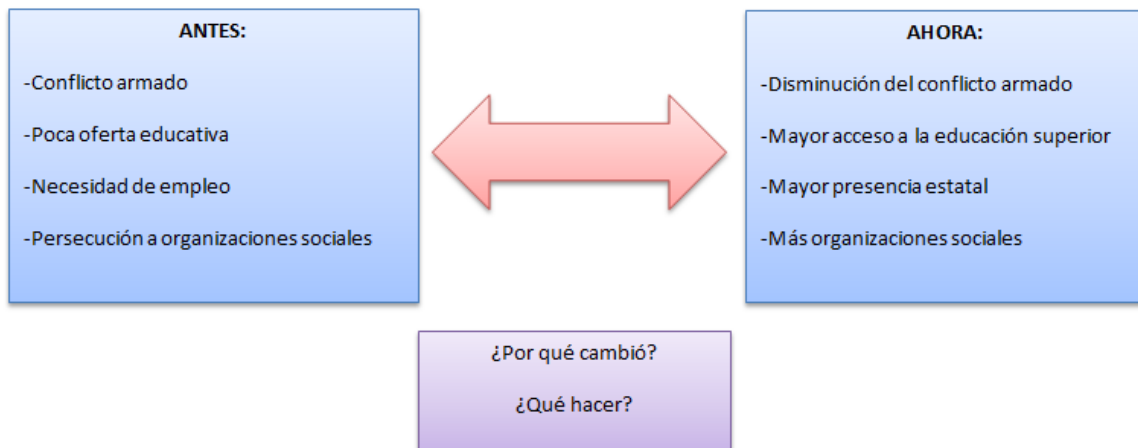 ANTES:
-Conflicto armado
-Poca oferta educativa
-Necesidad de empleo
-Persecución a organizaciones sociales
AHORA:
-Disminución del conflicto armado
-Mayor acceso a la educación superior
-Mayor presencia estatal
-Más organizaciones sociales
¿Por qué cambió?
¿Qué hacer?